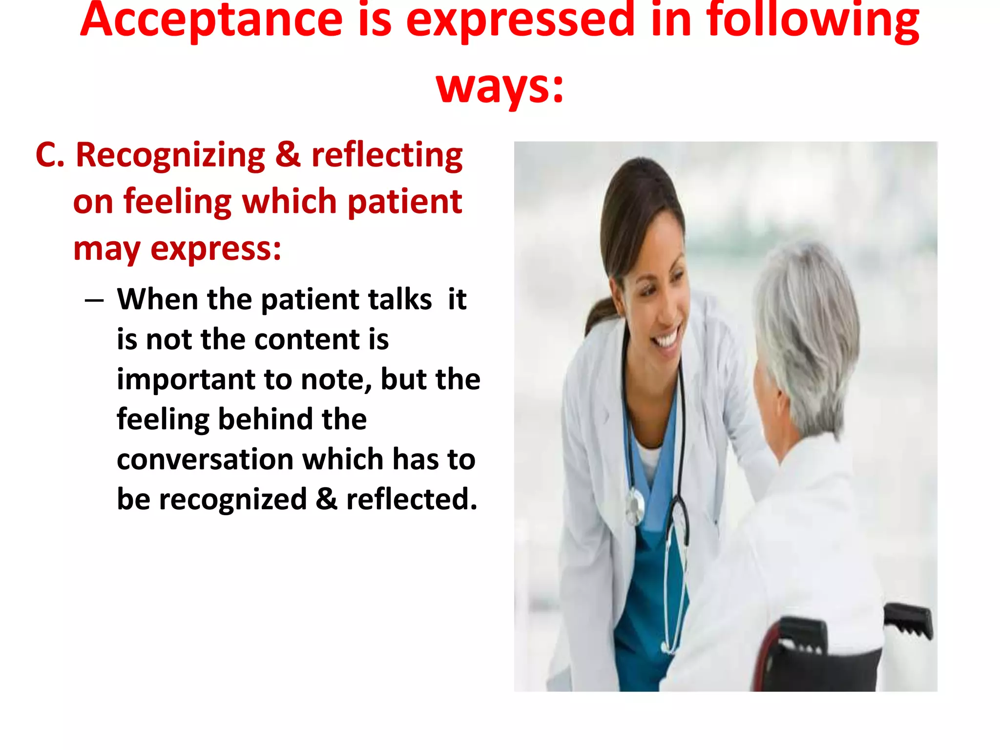 Acceptance is expressed in following
ways:
C. Recognizing & reflecting
on feeling which patient
may express:
– When the patient talks  it
is not the content is
important to note, but the
feeling behind the
conversation which has to
be recognized & reflected.